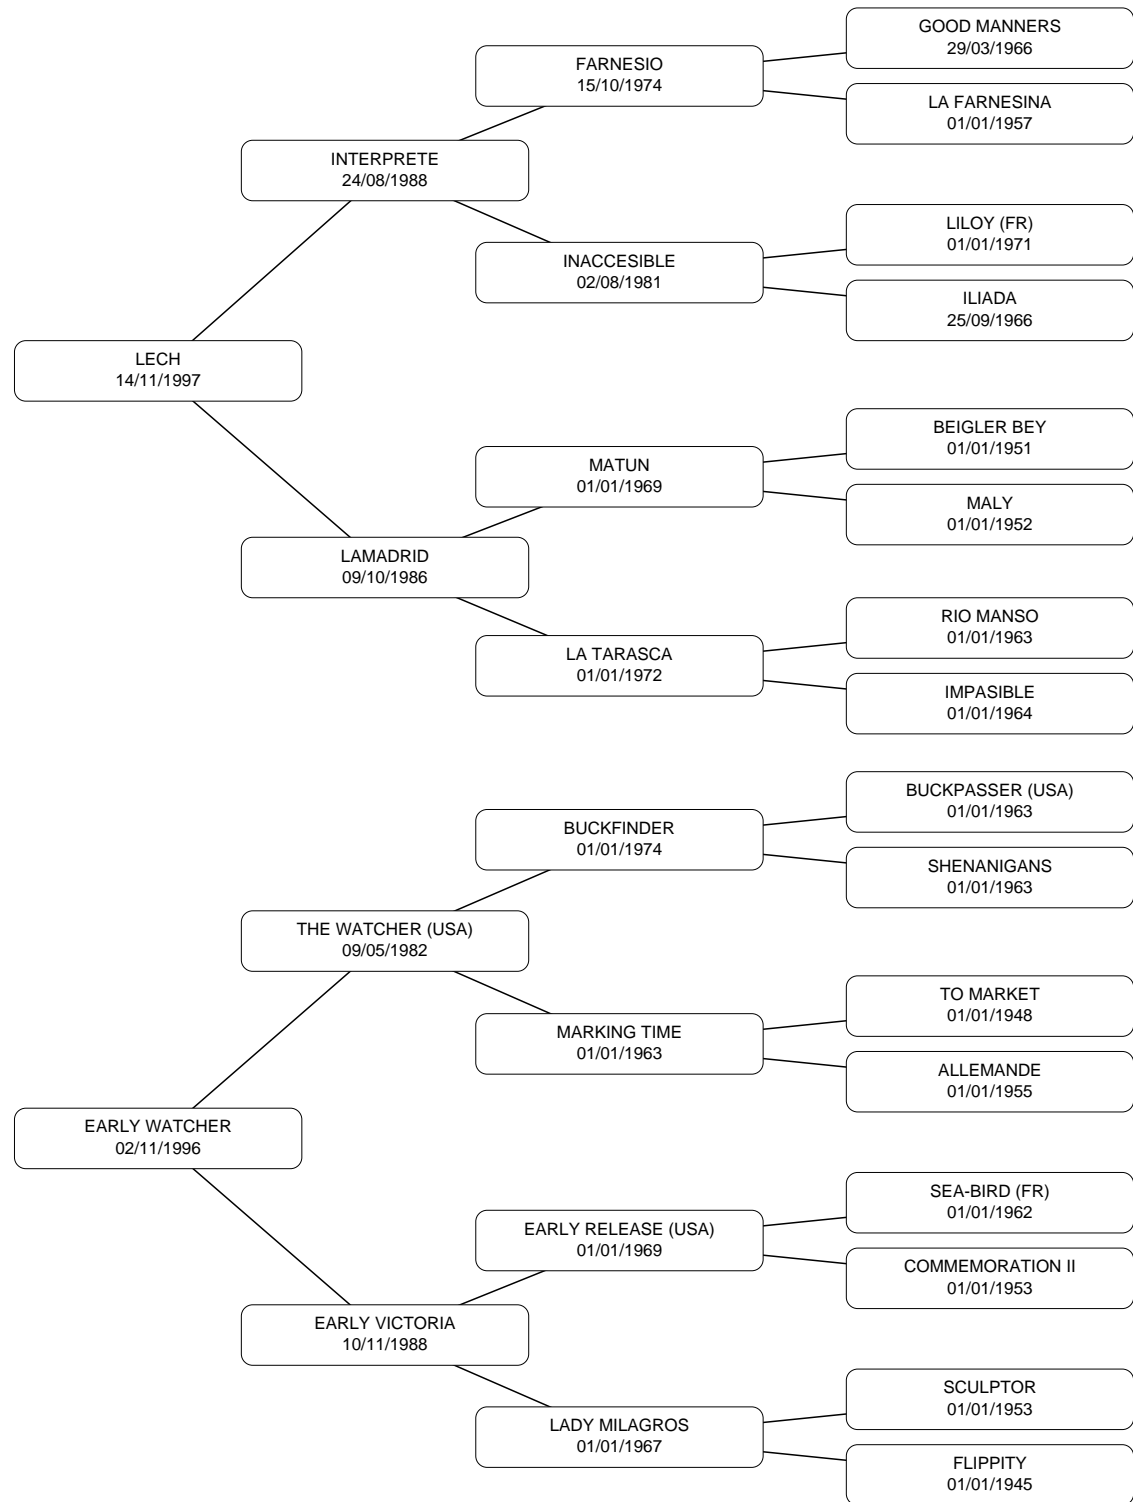 GOOD MANNERS
29/03/1966
FARNESIO
15/10/1974
LA FARNESINA
01/01/1957
INTERPRETE
24/08/1988
LILOY (FR)
01/01/1971
INACCESIBLE
02/08/1981
ILIADA
25/09/1966
LECH
14/11/1997
BEIGLER BEY
01/01/1951
MATUN
01/01/1969
MALY
01/01/1952
LAMADRID
09/10/1986
RIO MANSO
01/01/1963
LA TARASCA
01/01/1972
IMPASIBLE
01/01/1964
BUCKPASSER (USA)
01/01/1963
BUCKFINDER
01/01/1974
SHENANIGANS
01/01/1963
THE WATCHER (USA)
09/05/1982
TO MARKET
01/01/1948
MARKING TIME
01/01/1963
ALLEMANDE
01/01/1955
EARLY WATCHER
02/11/1996
SEA-BIRD (FR)
01/01/1962
EARLY RELEASE (USA)
01/01/1969
COMMEMORATION II
01/01/1953
EARLY VICTORIA
10/11/1988
SCULPTOR
01/01/1953
LADY MILAGROS
01/01/1967
FLIPPITY
01/01/1945